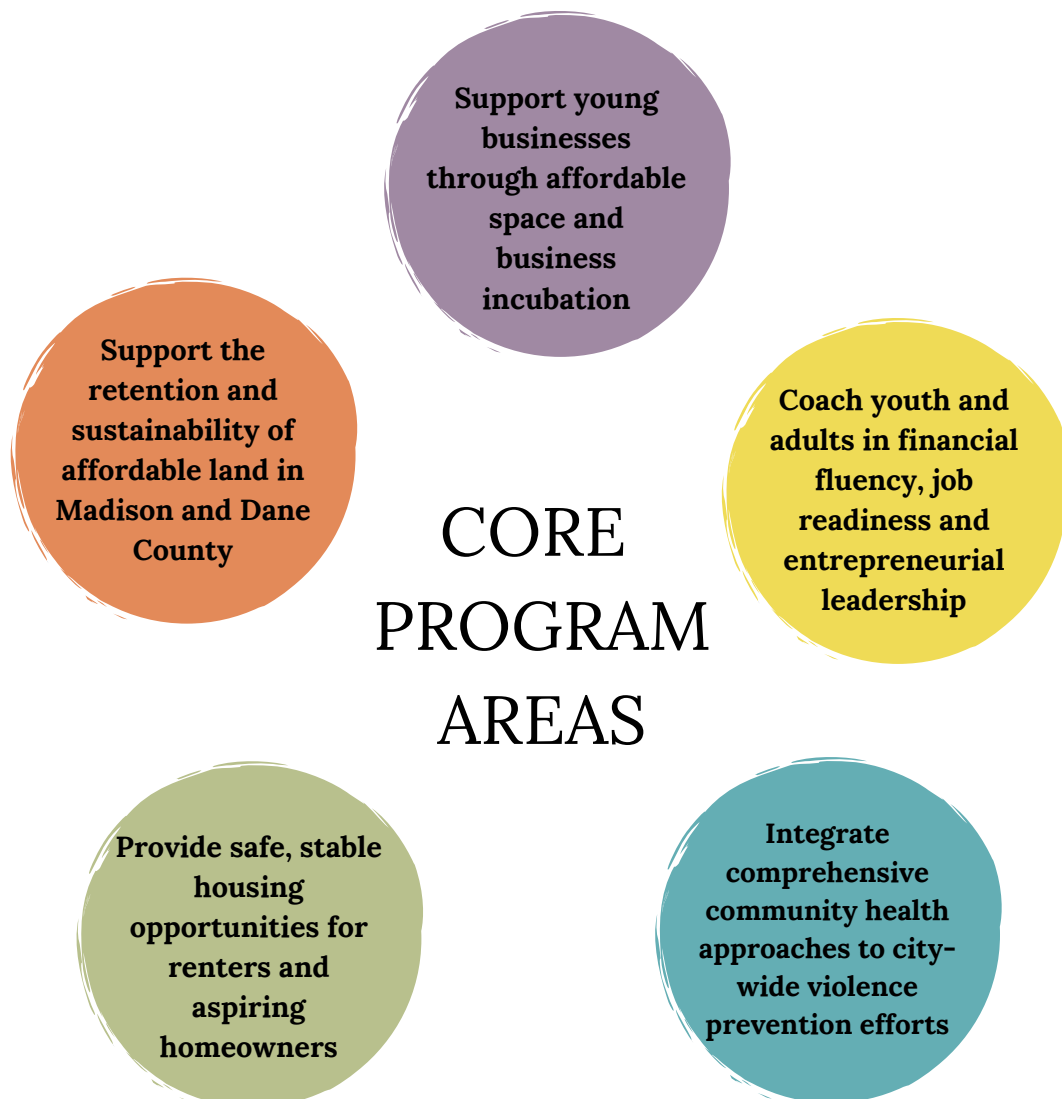 Support young
businesses
through affordable
space and
business
incubation
Support the
retention and
sustainability of
affordable land in
Madison and Dane
County
Coach youth and
adults in financial
fluency, job
readiness and
entrepreneurial
leadership
CORE
PROGRAM
AREAS
Provide safe, stable
housing
opportunities for
renters and
aspiring
homeowners
Integrate
comprehensive
community health
approaches to city-
wide violence
prevention efforts